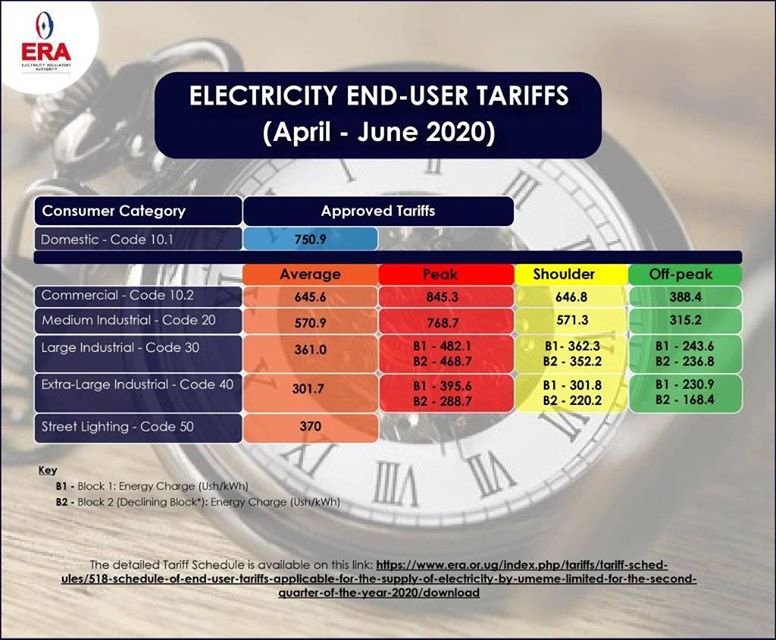 ERA
ELECTRICITY REGULATORY
AUTHORITY
ELECTRICITY END-USER TARIFFS
(April - June 2020)
Consumer Category Approved Tariffs
Domestic - Code 10.1 750.9
Average Peak Shoulder Off-peak
Commercial - Code 10.2 645.6 845.3 646.8 388.4
Medium Industrial - Code 20 570.9 768.7 571.3 315.2
Large Industrial - Code 30 361.0 B1 - 482.1 B1 - 362.3 B1 - 243.6
B2 - 468.7 B2 - 352.2 B2 - 236.8
Extra-Large Industrial - Code 40 301.7 B1 - 395.6 B1 - 301.8 B1 - 230.9
B2 - 288.7 B2 - 220.2 B2 - 168.4
Street Lighting - Code 50 370
Key
B1 - Block 1: Energy Charge (Ush/kWh)
B2 - Block 2 (Declining Block*): Energy Charge (Ush/kWh)
The detailed Tariff Schedule is available on this link: https://www.era.or.ug/index.php/tariffs/tariff-sched-
ules/518-schedule-of-end-user-tariffs-applicable-for-the-supply-of-electricity-by-umeme-limited-for-the-second-
quarter-of-the-year-2020/download